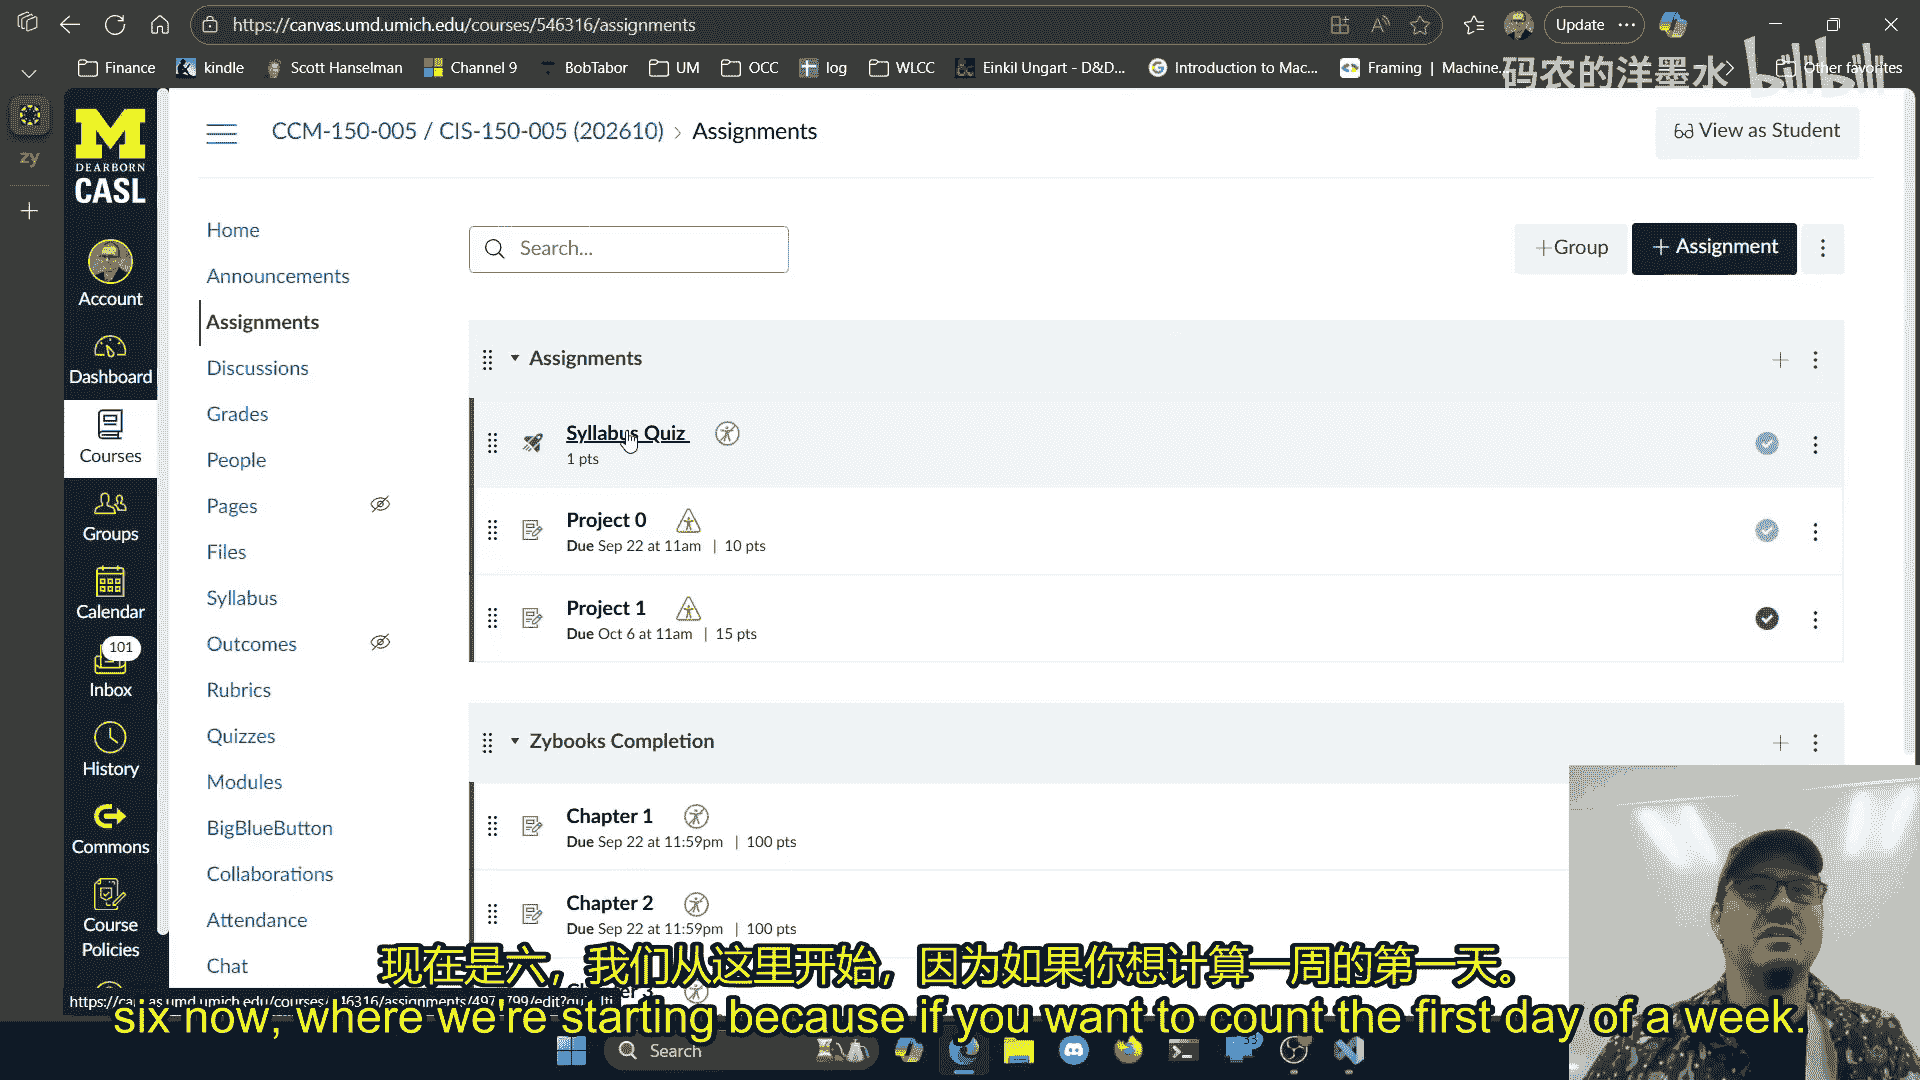 https://canvas.umd.umich.edu/courses/546316/assignments
Update
Finance
kindle
Scott Hanselman
Channel 9
BobTabor
UM
OCC
log
WLCC
Einkil Ungart - D&D...
Introduction to Mac...
Framing | Machine...
Other favorites
码农的洋墨水
bilibili
zy
M
DEARBORN
CASL
CCM-150-005 / CIS-150-005 (202610) › Assignments
View as Student
Account
Dashboard
Courses
Groups
Calendar
101
Inbox
History
Commons
Course
Policies
Home
Announcements
Assignments
Discussions
Grades
People
Pages
Files
Syllabus
Outcomes
Rubrics
Quizzes
Modules
BigBlueButton
Collaborations
Attendance
Chat
Search...
+Group
+ Assignment
Assignments
Syllabus Quiz
1 pts
Project 0
Due Sep 22 at 11am | 10 pts
Project 1
Due Oct 6 at 11am | 15 pts
Zybooks Completion
Chapter 1
Due Sep 22 at 11:59pm | 100 pts
Chapter 2
Due Sep 22 at 11:59pm | 100 pts
现在是六，我们从这里开始，因为如果你想计算一周的第一天。
six now, where we're starting because if you want to count the first day of a week.
Search
33